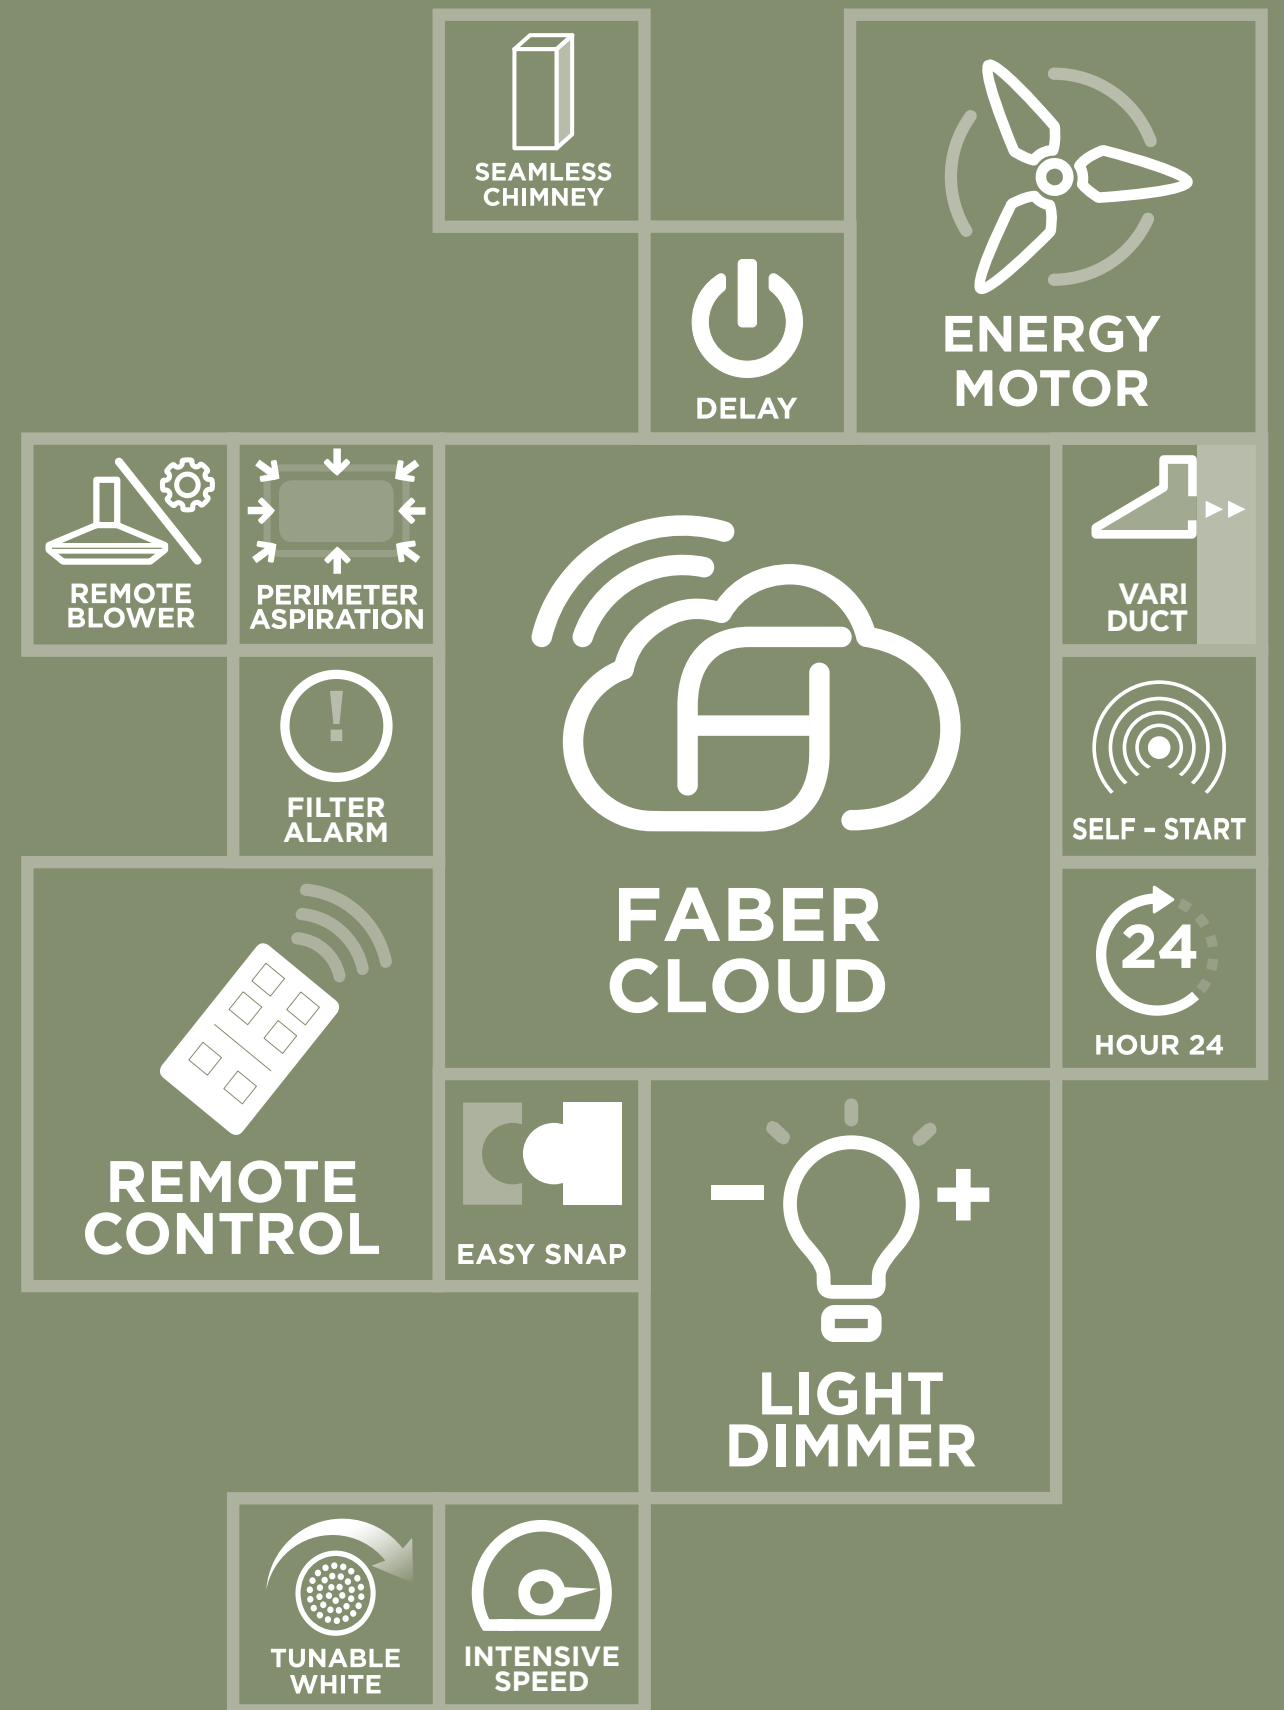 SEAMLESS
CHIMNEY
ENERGY
MOTOR
DELAY
REMOTE
BLOWER
PERIMETER
ASPIRATION
VARI
DUCT
!
FILTER
ALARM
SELF - START
FABER
CLOUD
24
HOUR 24
REMOTE
CONTROL
EASY SNAP
LIGHT
DIMMER
TUNABLE
WHITE
INTENSIVE
SPEED